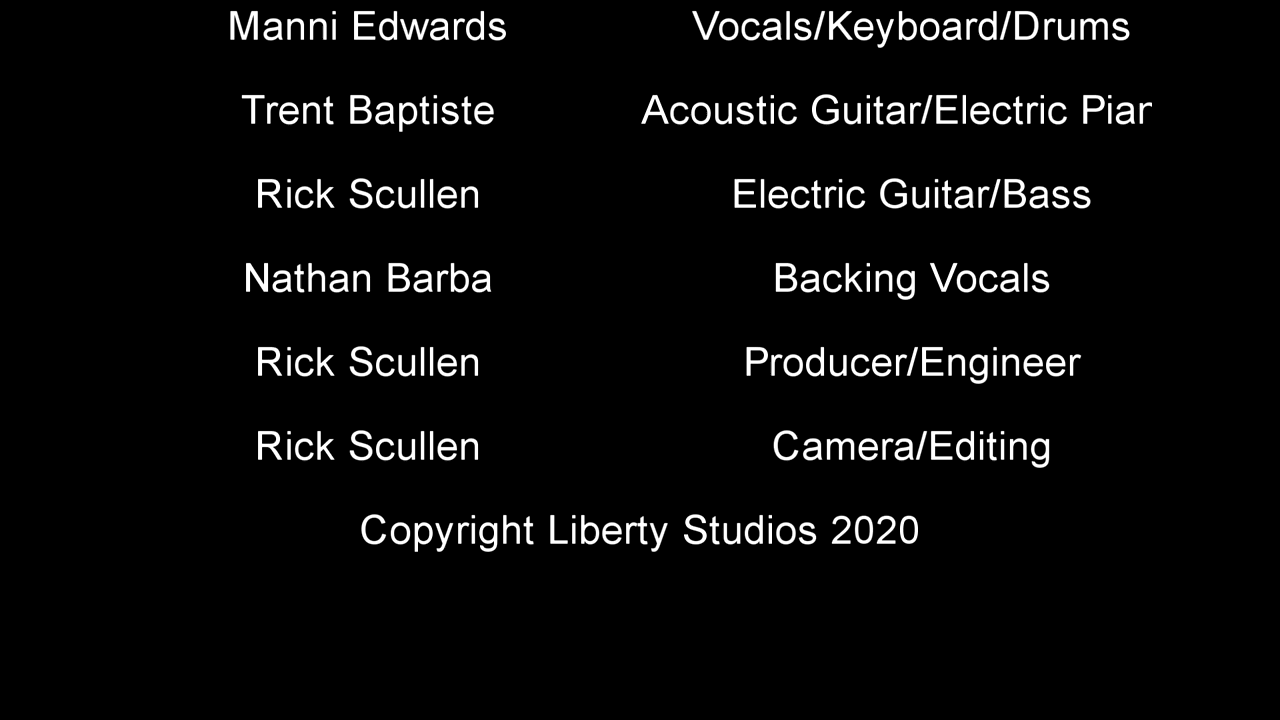 Manni Edwards Vocals/Keyboard/Drums
Trent Baptiste Acoustic Guitar/Electric Pian
Rick Scullen Electric Guitar/Bass
Nathan Barba Backing Vocals
Rick Scullen Producer/Engineer
Rick Scullen Camera/Editing
Copyright Liberty Studios 2020